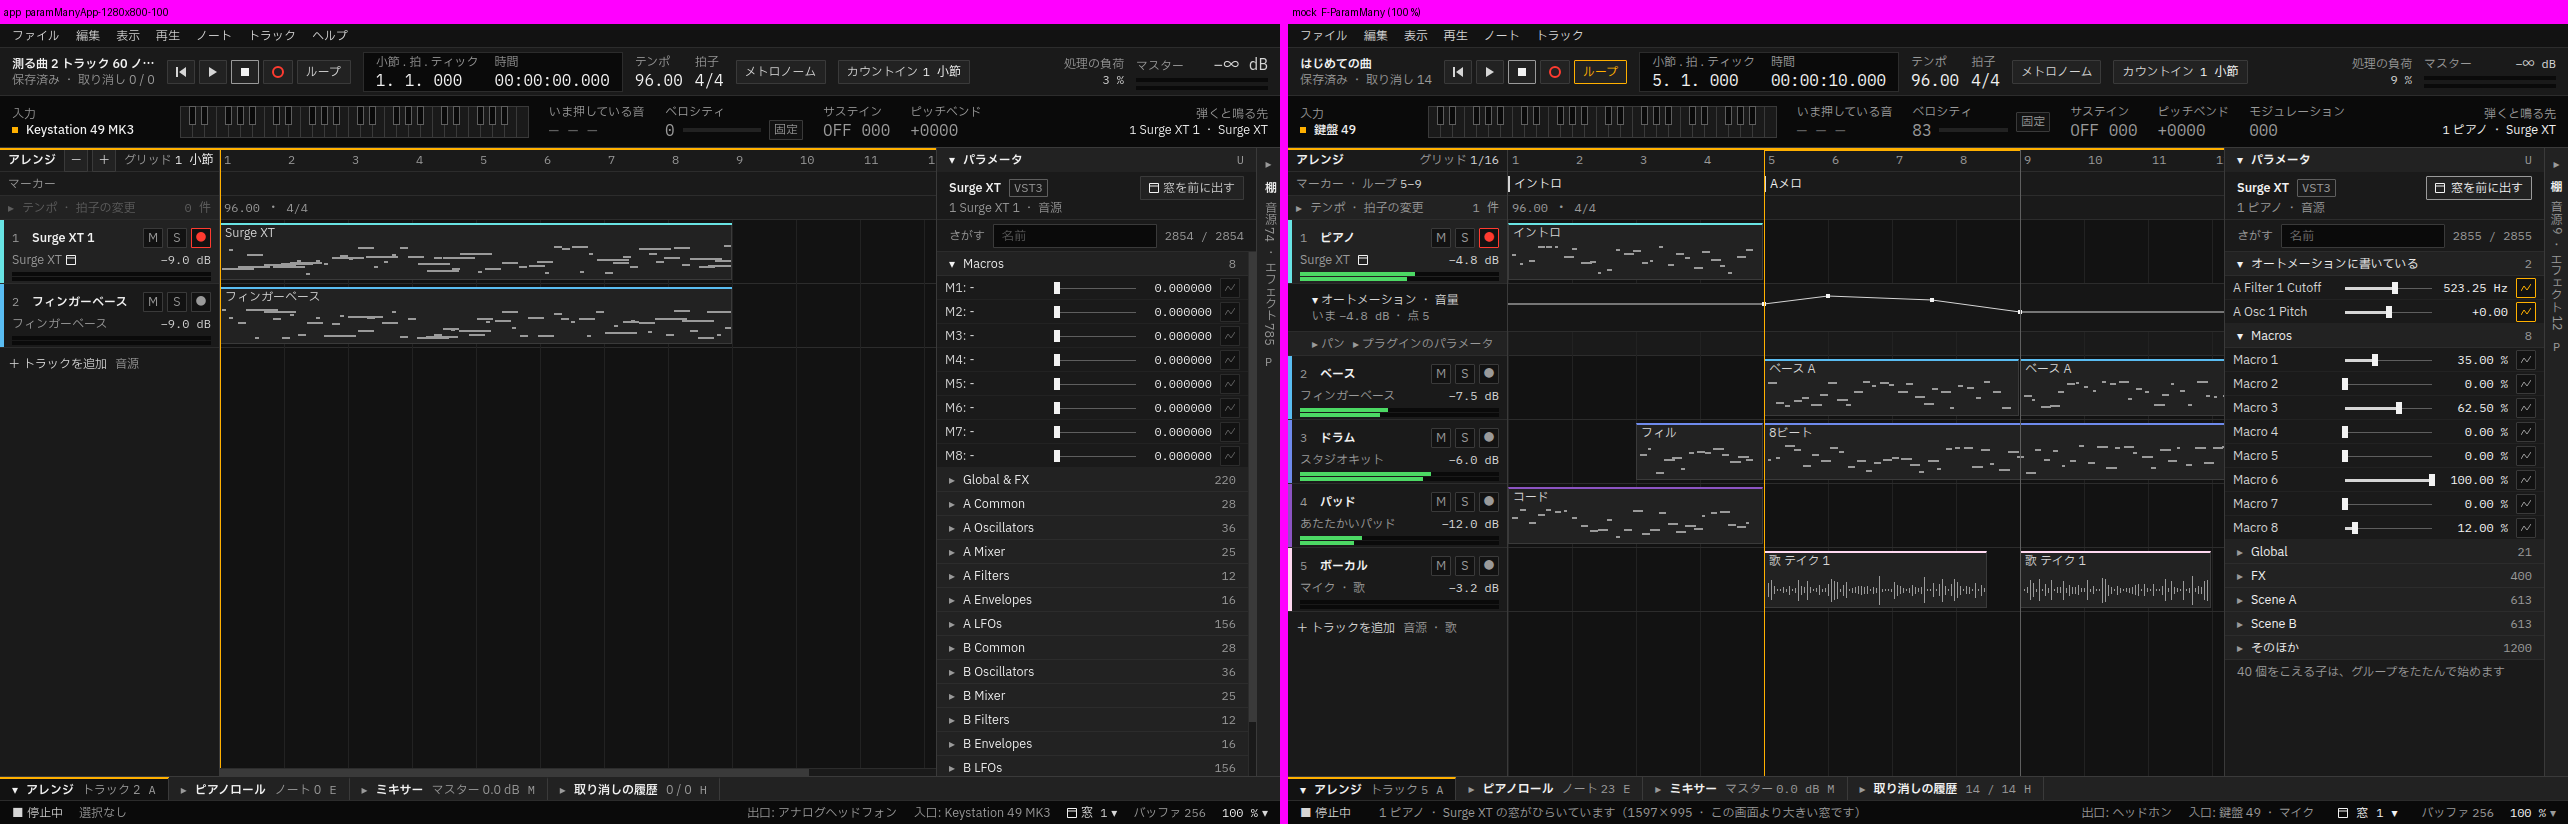 app-paramManyApp-1280x800-100
ファイル 編集 表示 再生 ノート トラック ヘルプ
測る曲 2 トラック 60 ノ…
保存済み ・ 取り消し 0 / 0
ループ
小節 . 拍 . ティック 時間
1. 1. 000 00:00:00.000
テンポ 拍子
96.00 4/4
メトロノーム
カウントイン 1 小節
処理の負荷
3 %
マスター −∞ dB
入力
Keystation 49 MK3
いま押している音
— — —
ベロシティ
0
固定
サステイン
OFF 000
ピッチベンド
+0000
弾くと鳴る先
1 Surge XT 1 ・ Surge XT
アレンジ − + グリッド 1 小節
1 2 3 4 5 6 7 8 9 10 11 1
マーカー
▸ テンポ ・ 拍子の変更 0 件
96.00 ・ 4/4
1 Surge XT 1 M S
Surge XT −9.0 dB
Surge XT
2 フィンガーベース M S
フィンガーベース −9.0 dB
フィンガーベース
+ トラックを追加 音源
▾ パラメータ U
Surge XT VST3 窓を前に出す
1 Surge XT 1 ・ 音源
さがす 名前 2854 / 2854
▾ Macros 8
M1: - 0.000000
M2: - 0.000000
M3: - 0.000000
M4: - 0.000000
M5: - 0.000000
M6: - 0.000000
M7: - 0.000000
M8: - 0.000000
▸ Global & FX 220
▸ A Common 28
▸ A Oscillators 36
▸ A Mixer 25
▸ A Filters 12
▸ A Envelopes 16
▸ A LFOs 156
▸ B Common 28
▸ B Oscillators 36
▸ B Mixer 25
▸ B Filters 12
▸ B Envelopes 16
▸ B LFOs 156
▸ 棚 音源 74 ・ エフェクト 785 P
▾ アレンジ トラック 2 A
▸ ピアノロール ノート 0 E
▸ ミキサー マスター 0.0 dB M
▸ 取り消しの履歴 0 / 0 H
■ 停止中 選択なし
出口: アナログヘッドフォン 入口: Keystation 49 MK3 窓 1 ▾ バッファ 256 100 % ▾
mock F-ParamMany (100 %)
ファイル 編集 表示 再生 ノート トラック
はじめての曲
保存済み ・ 取り消し 14
ループ
小節 . 拍 . ティック 時間
5. 1. 000 00:00:10.000
テンポ 拍子
96.00 4/4
メトロノーム
カウントイン 1 小節
処理の負荷
9 %
マスター −∞ dB
入力
鍵盤 49
いま押している音
— — —
ベロシティ
83
固定
サステイン
OFF 000
ピッチベンド
+0000
モジュレーション
000
弾くと鳴る先
1 ピアノ ・ Surge XT
アレンジ グリッド 1/16
1 2 3 4 5 6 7 8 9 10 11 1
マーカー ・ ループ 5–9
イントロ Aメロ
▸ テンポ ・ 拍子の変更 1 件
96.00 ・ 4/4
1 ピアノ M S
Surge XT −4.8 dB
イントロ
▾ オートメーション ・ 音量
いま −4.8 dB ・ 点 5
▸ パン ▸ プラグインのパラメータ
2 ベース M S
フィンガーベース −7.5 dB
ベース A ベース A
3 ドラム M S
スタジオキット −6.0 dB
フィル 8ビート
4 パッド M S
あたたかいパッド −12.0 dB
コード
5 ボーカル M S
マイク ・ 歌 −3.2 dB
歌 テイク 1 歌 テイク 1
+ トラックを追加 音源 ・ 歌
▾ パラメータ U
Surge XT VST3 窓を前に出す
1 ピアノ ・ 音源
さがす 名前 2855 / 2855
▾ オートメーションに書いている 2
A Filter 1 Cutoff 523.25 Hz
A Osc 1 Pitch +0.00
▾ Macros 8
Macro 1 35.00 %
Macro 2 0.00 %
Macro 3 62.50 %
Macro 4 0.00 %
Macro 5 0.00 %
Macro 6 100.00 %
Macro 7 0.00 %
Macro 8 12.00 %
▸ Global 21
▸ FX 400
▸ Scene A 613
▸ Scene B 613
▸ そのほか 1200
40 個をこえる子は、グループをたたんで始めます
▸ 棚 音源 9 ・ エフェクト 12 P
▾ アレンジ トラック 5 A
▸ ピアノロール ノート 23 E
▸ ミキサー マスター 0.0 dB M
▸ 取り消しの履歴 14 / 14 H
■ 停止中 1 ピアノ ・ Surge XT の窓がひらいています（1597×995 ・ この画面より大きい窓です）
出口: ヘッドホン 入口: 鍵盤 49 ・ マイク 窓 1 ▾ バッファ 256 100 % ▾